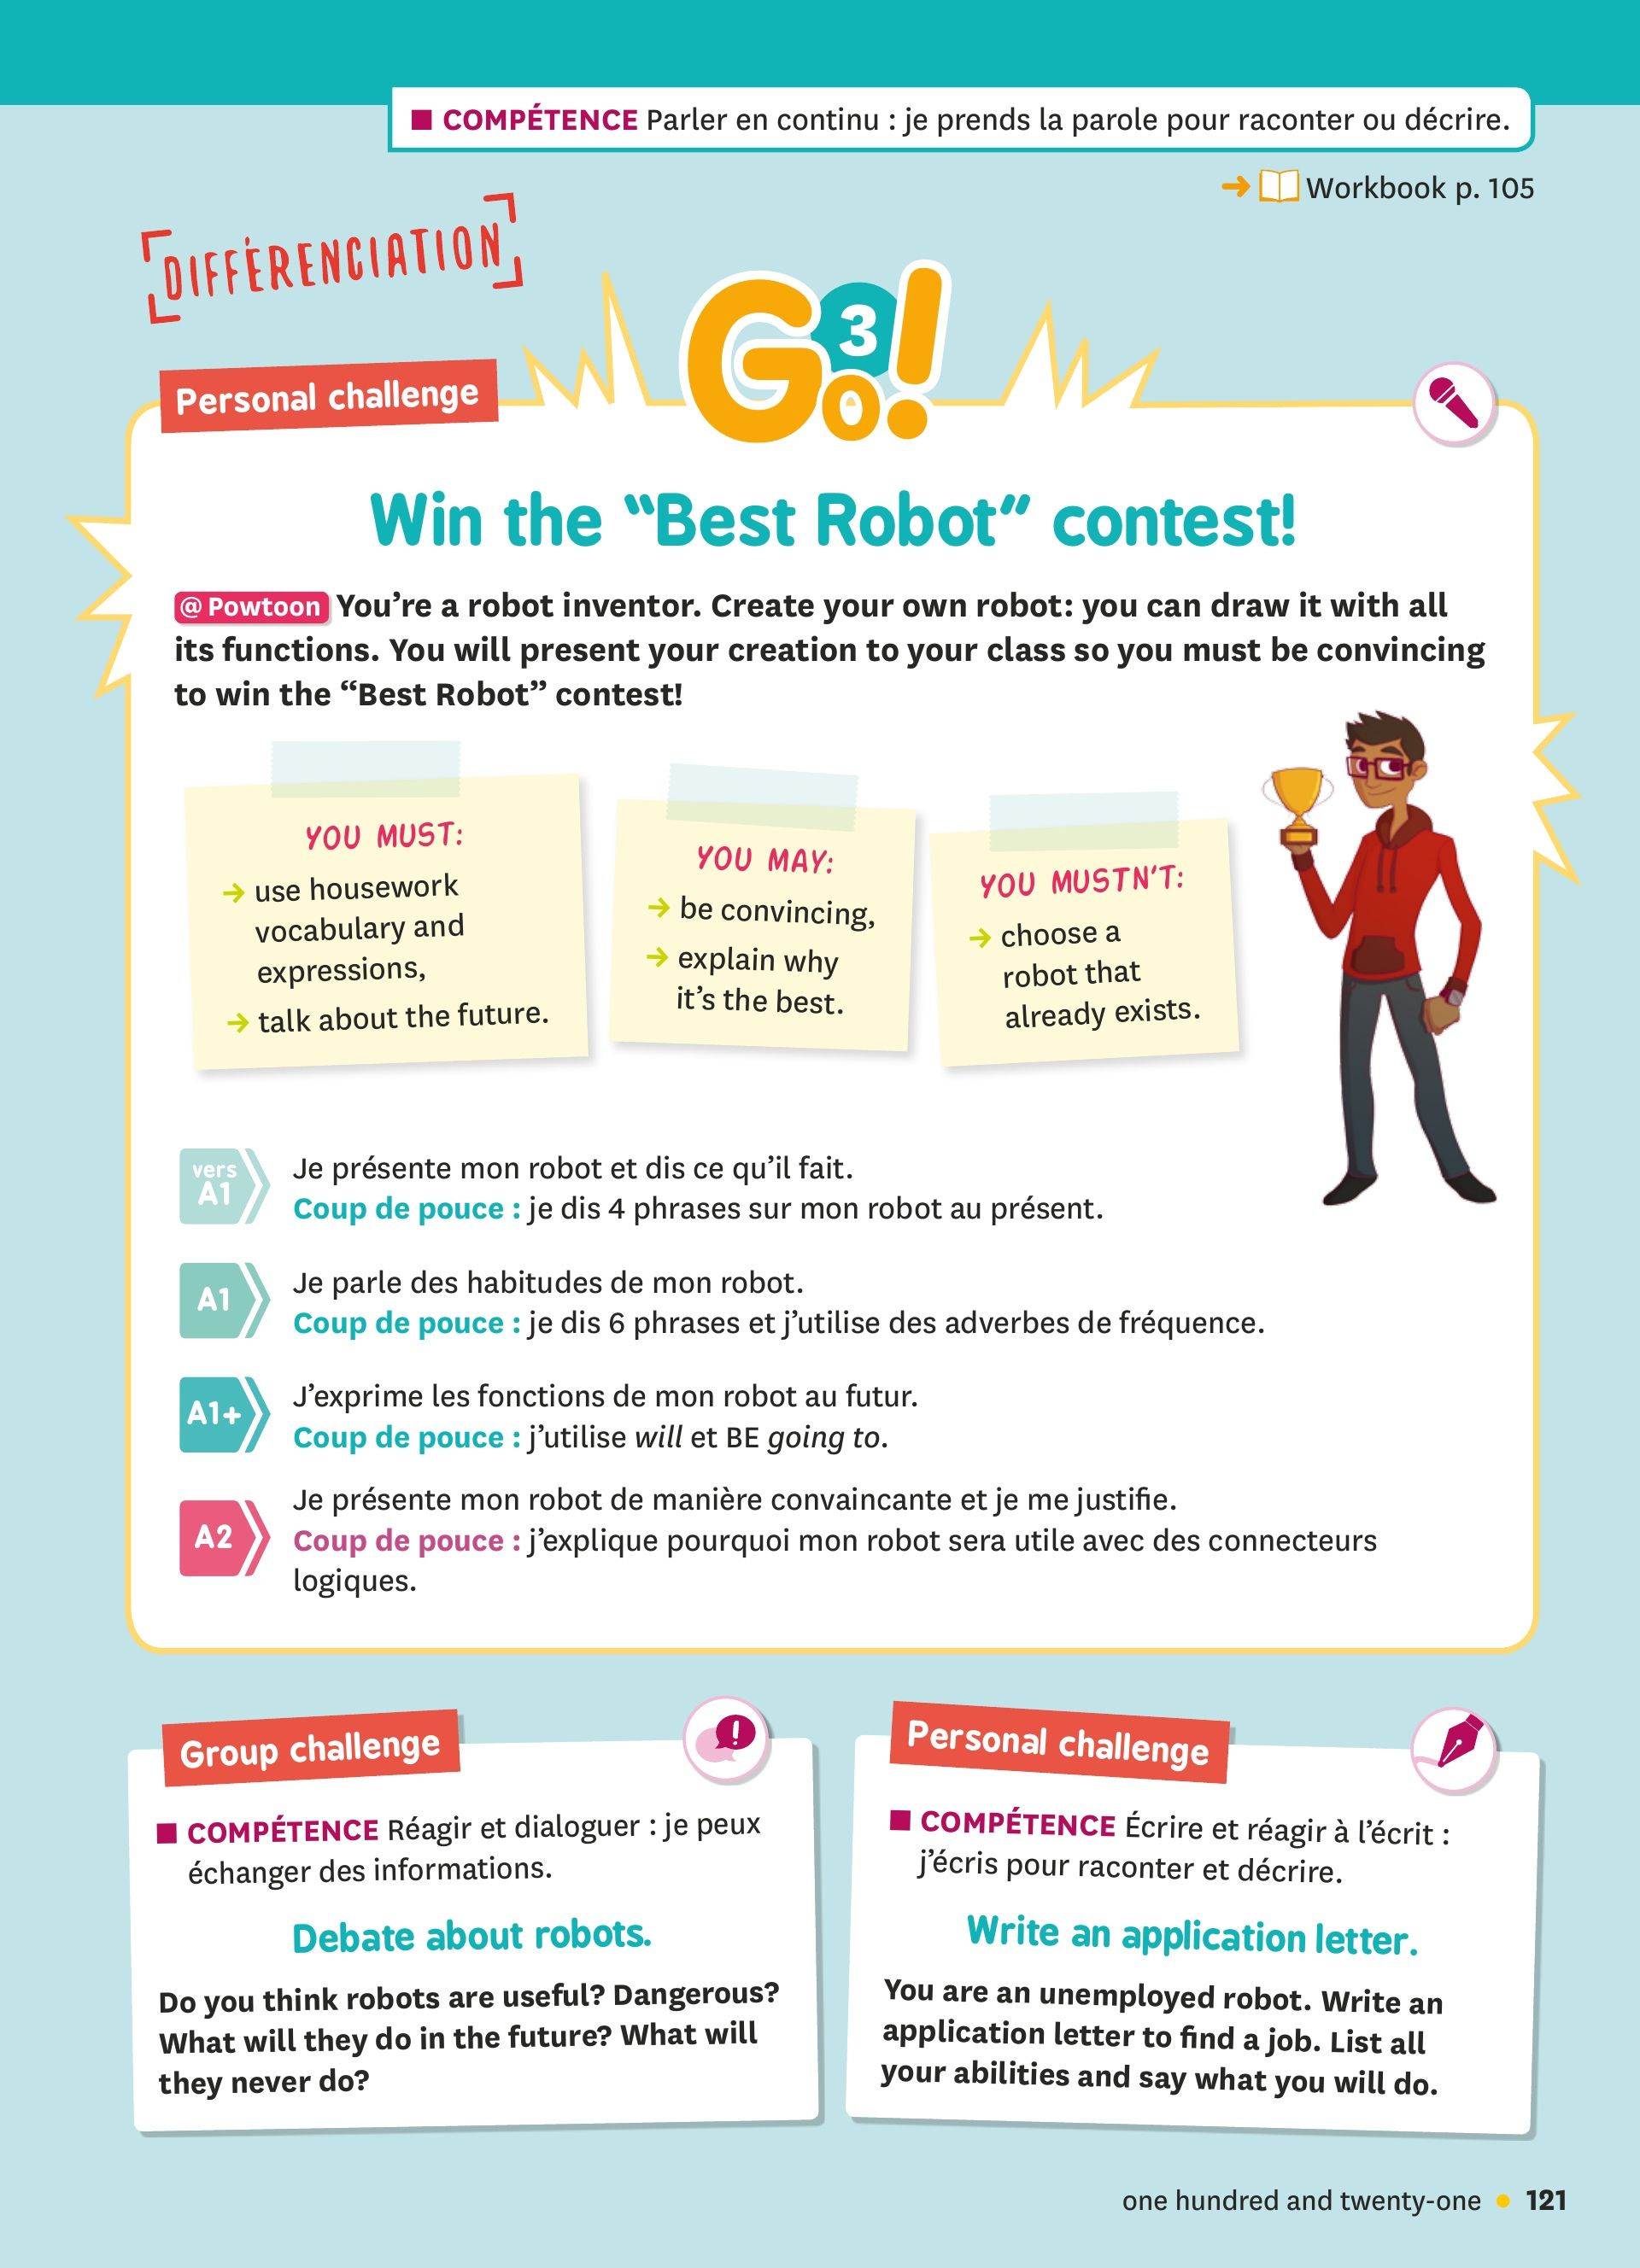 ■ COMPÉTENCE Parler en continu : je prends la parole pour raconter ou décrire.
➜ Workbook p. 105
DIFFÉRENCIATION
Go! 3
Personal challenge
Win the “Best Robot” contest!
@ Powtoon You’re a robot inventor. Create your own robot: you can draw it with all
its functions. You will present your creation to your class so you must be convincing
to win the “Best Robot” contest!
YOU MUST:
→ use housework
vocabulary and
expressions,
→ talk about the future.
YOU MAY:
→ be convincing,
→ explain why
it’s the best.
YOU MUSTN’T:
→ choose a
robot that
already exists.
vers
A1
Je présente mon robot et dis ce qu’il fait.
Coup de pouce : je dis 4 phrases sur mon robot au présent.
A1
Je parle des habitudes de mon robot.
Coup de pouce : je dis 6 phrases et j’utilise des adverbes de fréquence.
A1+
J’exprime les fonctions de mon robot au futur.
Coup de pouce : j’utilise will et BE going to.
A2
Je présente mon robot de manière convaincante et je me justifie.
Coup de pouce : j’explique pourquoi mon robot sera utile avec des connecteurs
logiques.
Group challenge
■ COMPÉTENCE Réagir et dialoguer : je peux
échanger des informations.
Debate about robots.
Do you think robots are useful? Dangerous?
What will they do in the future? What will
they never do?
Personal challenge
■ COMPÉTENCE Écrire et réagir à l’écrit :
j’écris pour raconter et décrire.
Write an application letter.
You are an unemployed robot. Write an
application letter to find a job. List all
your abilities and say what you will do.
one hundred and twenty-one • 121